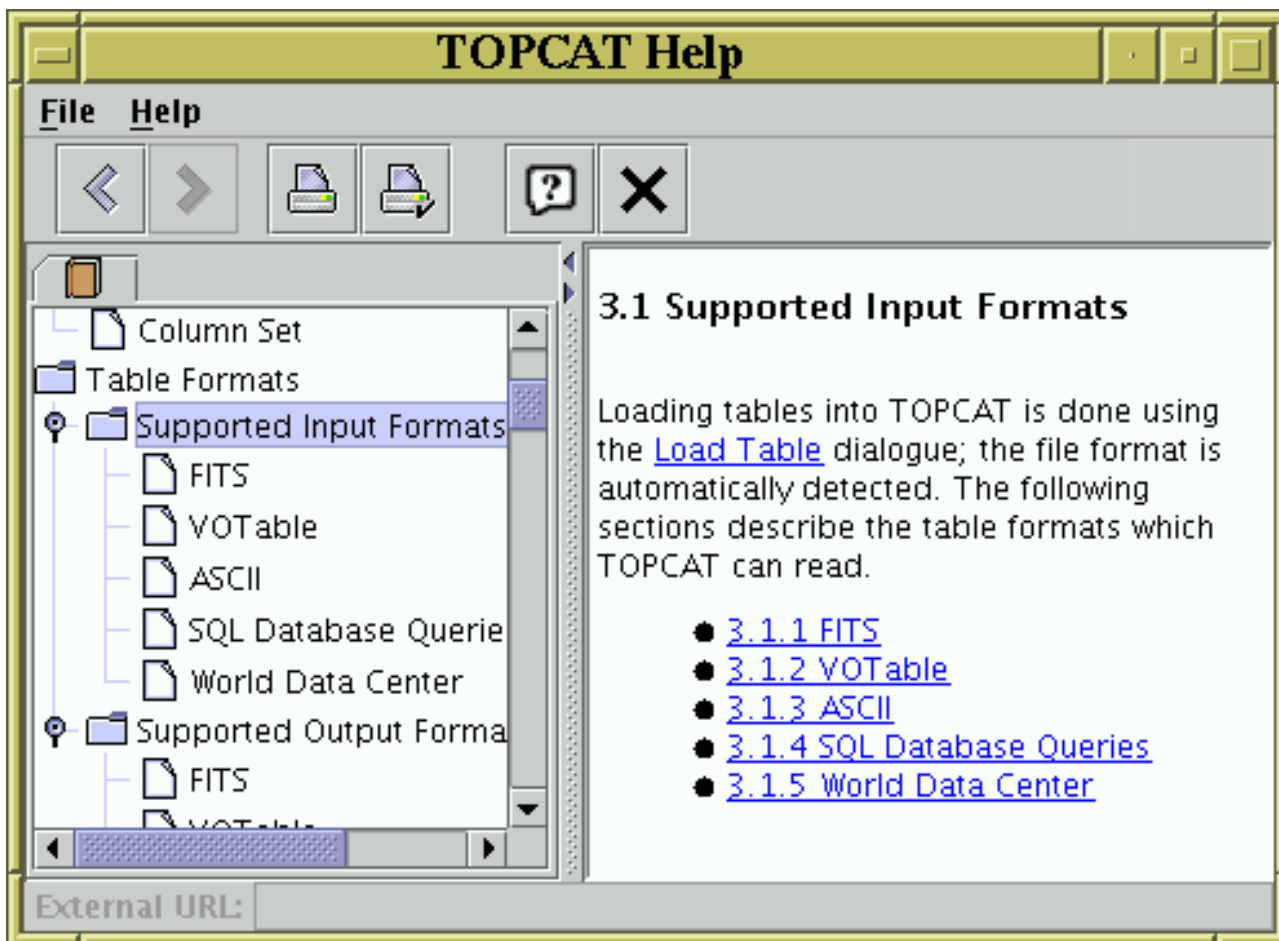 TOPCAT Help
File Help
Column Set
Table Formats
Supported Input Formats
FITS
VOTable
ASCII
SQL Database Querie
World Data Center
Supported Output Forma
FITS
VOTable
3.1 Supported Input Formats
Loading tables into TOPCAT is done using
the Load Table dialogue; the file format is
automatically detected. The following
sections describe the table formats which
TOPCAT can read.
3.1.1 FITS
3.1.2 VOTable
3.1.3 ASCII
3.1.4 SQL Database Queries
3.1.5 World Data Center
External URL: